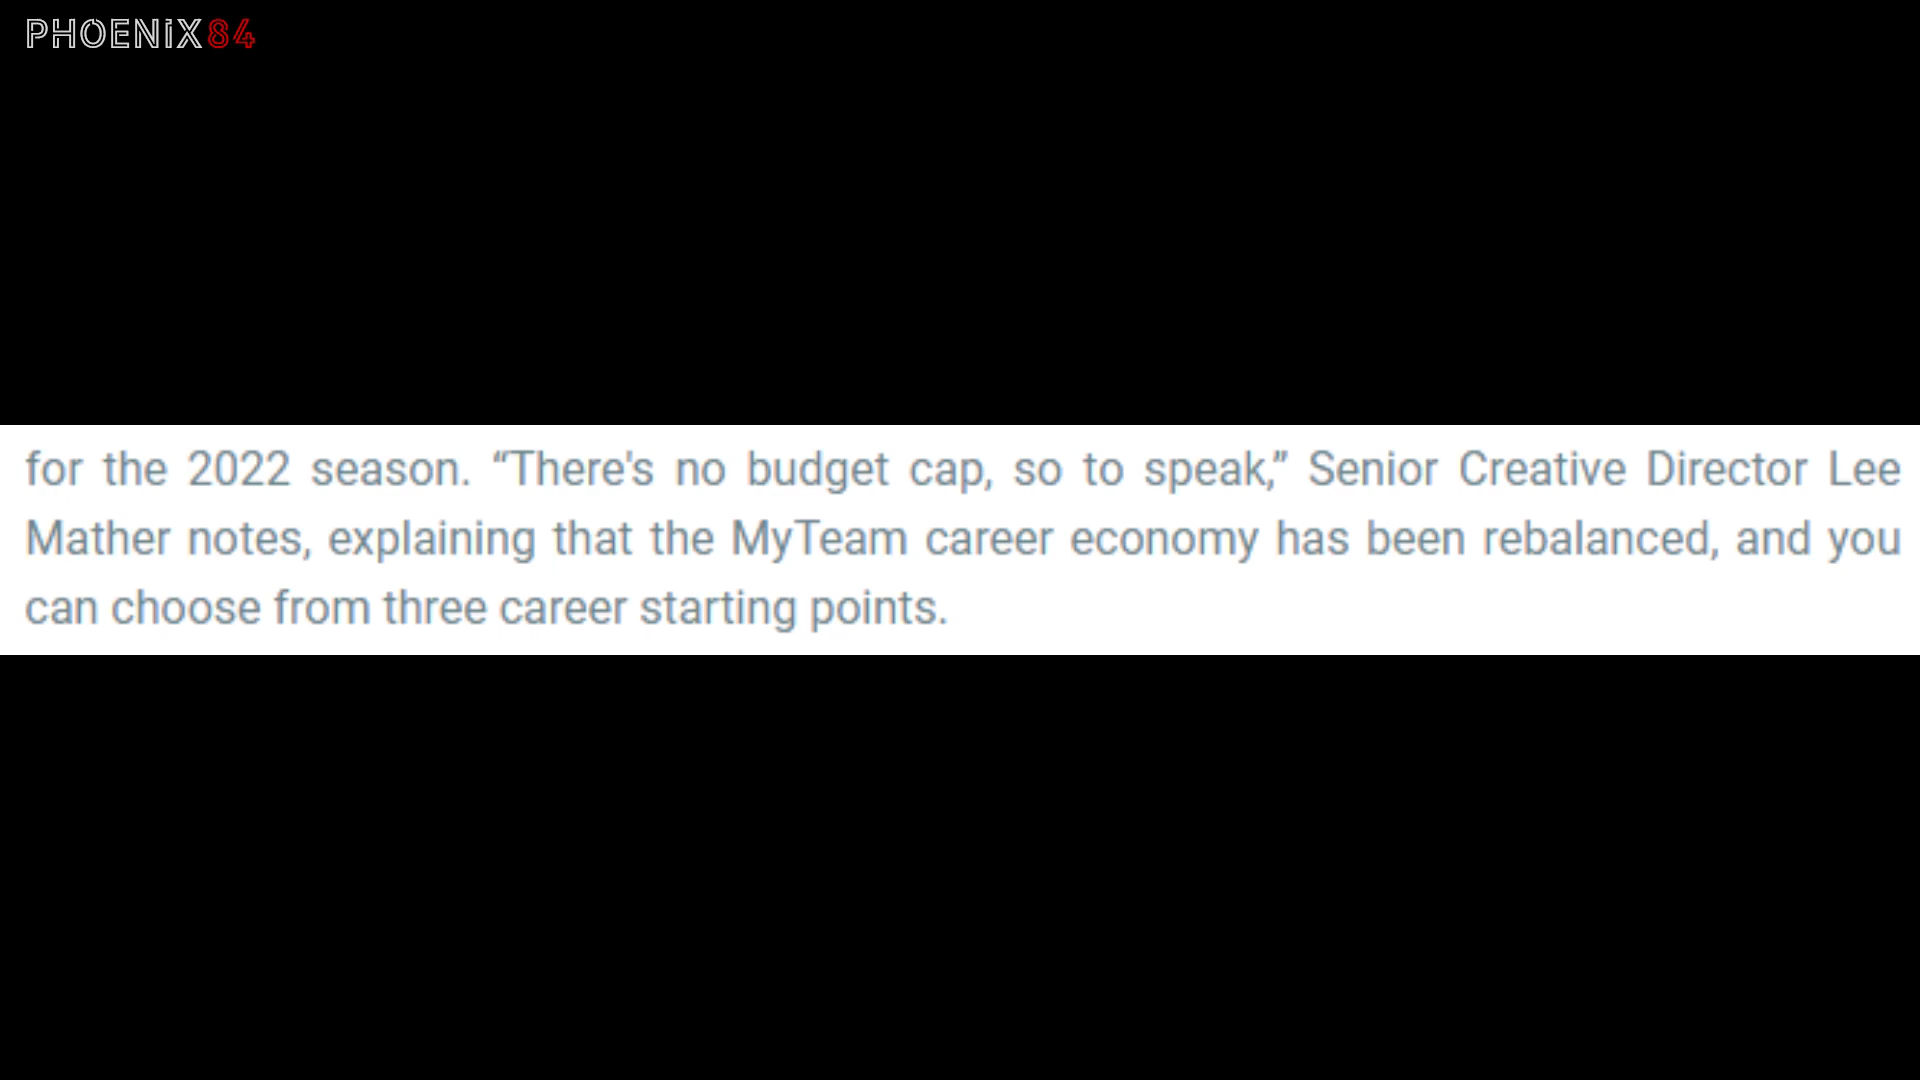 PHOENiX84
for the 2022 season. “There's no budget cap, so to speak,” Senior Creative Director Lee
Mather notes, explaining that the MyTeam career economy has been rebalanced, and you
can choose from three career starting points.